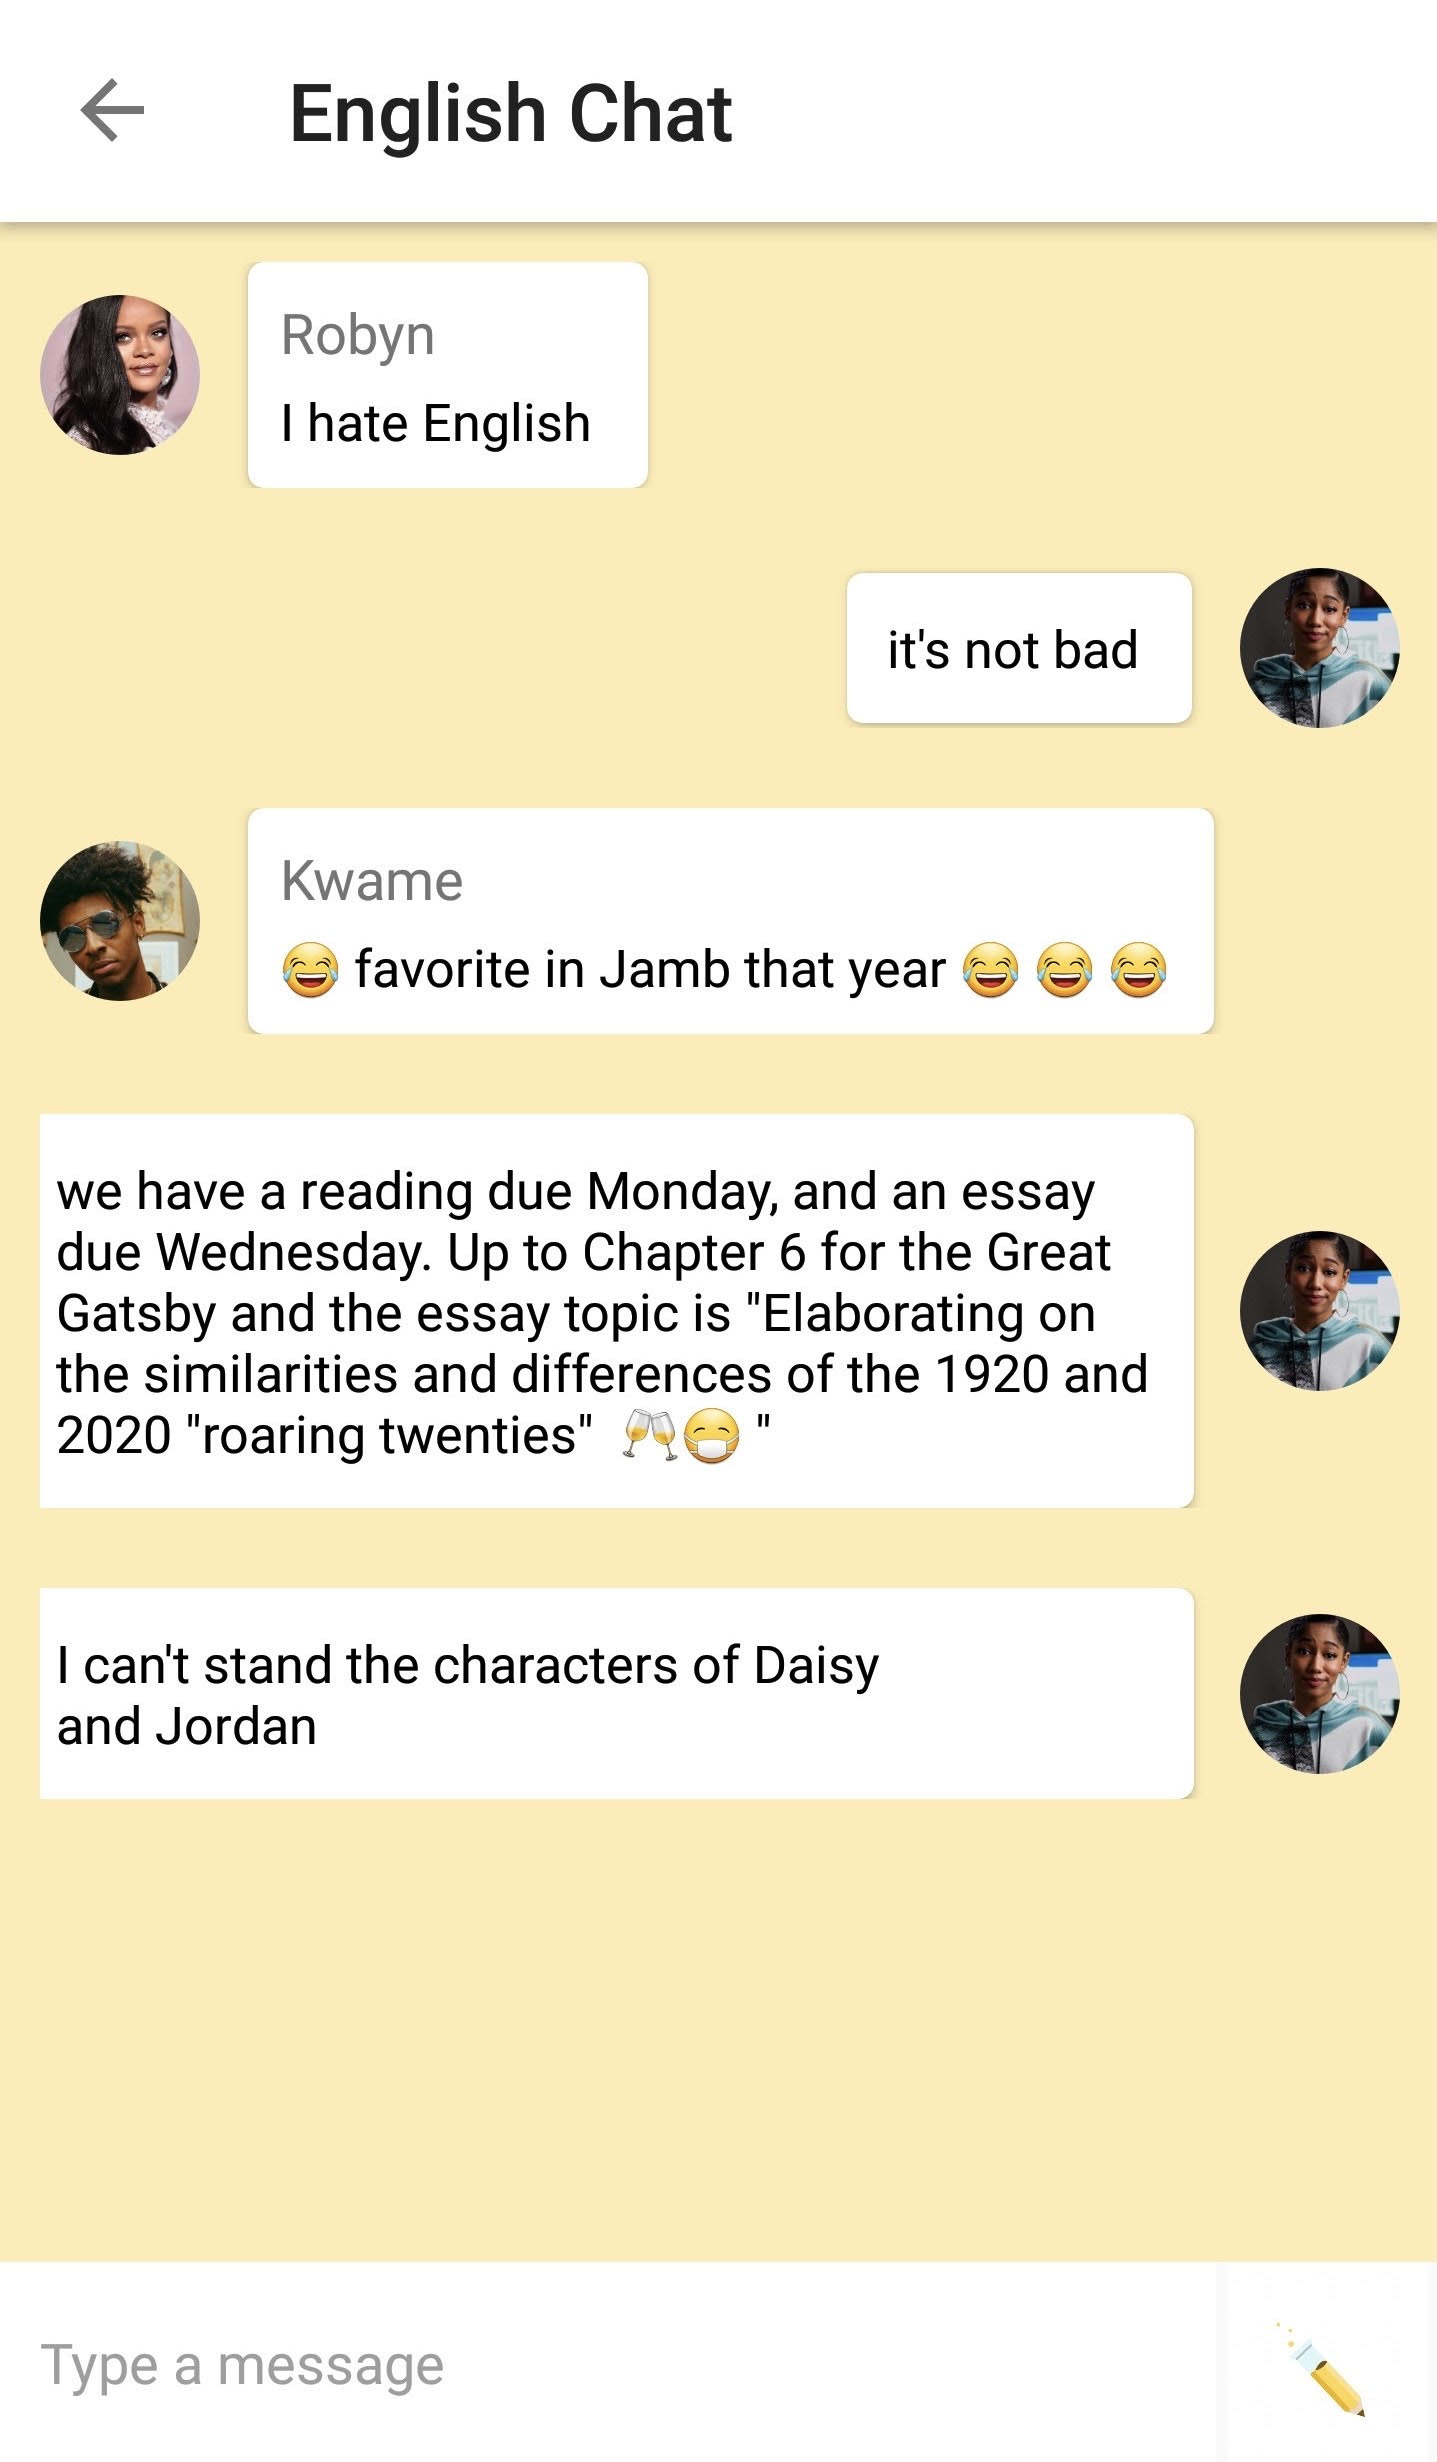 English Chat
Robyn
I hate English
it's not bad
Kwame
😂 favorite in Jamb that year 😂 😂 😂
we have a reading due Monday, and an essay
due Wednesday. Up to Chapter 6 for the Great
Gatsby and the essay topic is "Elaborating on
the similarities and differences of the 1920 and
2020 "roaring twenties" 🥂😷 "
I can't stand the characters of Daisy
and Jordan
Type a message